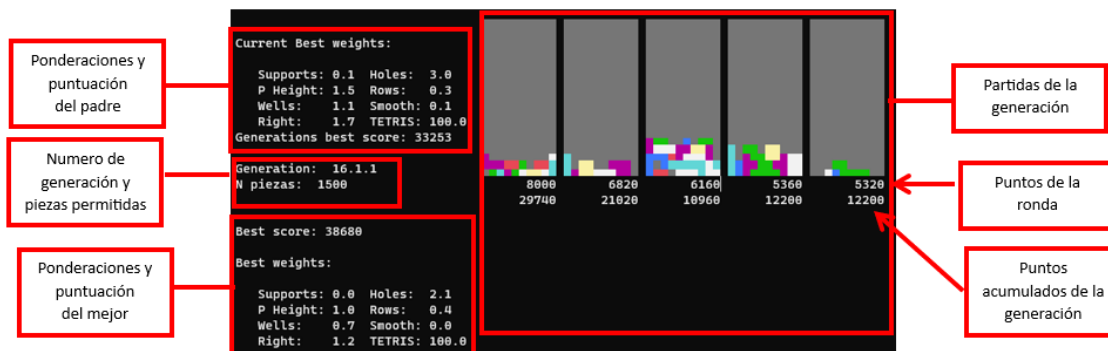 Ponderaciones y
puntuación
del padre
Numero de
generación y
piezas permitidas
Ponderaciones y
puntuación
del mejor
Current Best weights:
Supports: 0.1 Holes: 3.0
P Height: 1.5 Rows: 0.3
Wells: 1.1 Smooth: 0.1
Right: 1.7 TETRIS: 100.0
Generations best score: 33253
Generation: 16.1.1
N piezas: 1500
Best score: 38680
Best weights:
Supports: 0.0 Holes: 2.1
P Height: 1.0 Rows: 0.4
Wells: 0.7 Smooth: 0.0
Right: 1.2 TETRIS: 100.0
8000 6820 6160 5360 5320
29740 21020 10960 12200 12200
Partidas de la
generación
Puntos de la
ronda
Puntos
acumulados de la
generación